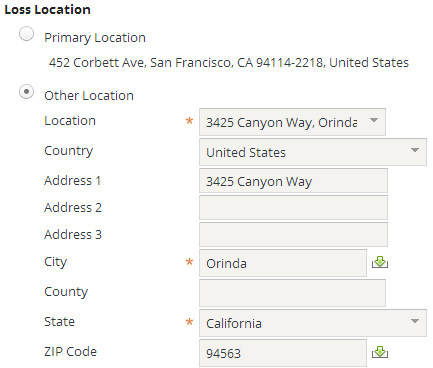 Loss Location
Primary Location
452 Corbett Ave, San Francisco, CA 94114-2218, United States
Other Location
Location * 3425 Canyon Way, Orinda
Country United States
Address 1 3425 Canyon Way
Address 2
Address 3
City * Orinda
County
State * California
ZIP Code 94563